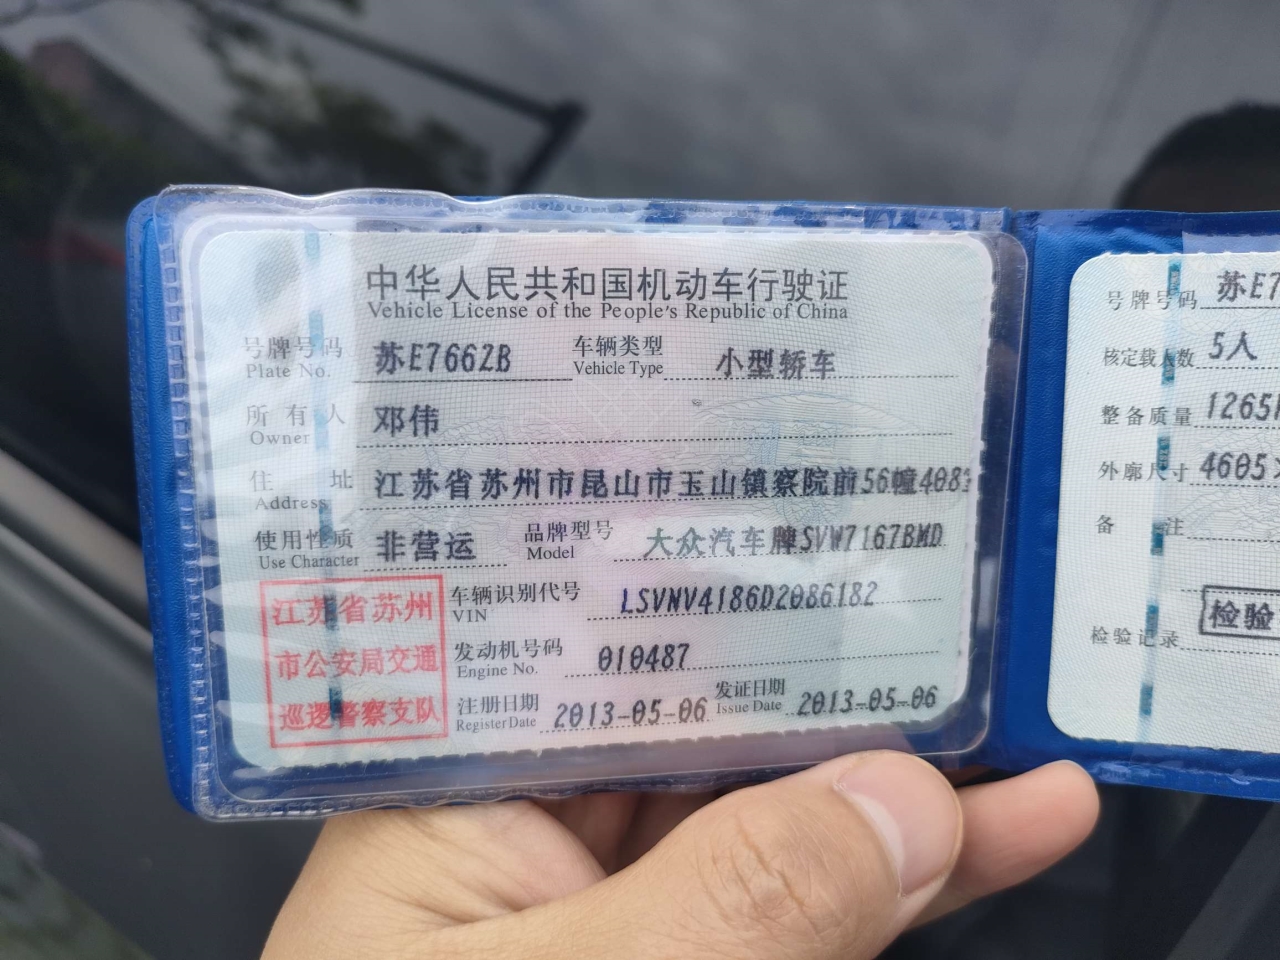 中华人民共和国机动车行驶证
Vehicle License of the People's Republic of China
号牌号码 苏E7662B 车辆类型 小型轿车
Plate No. Vehicle Type
所有人 邓伟
Owner
住址 江苏省苏州市昆山市玉山镇察院前56幢408
Address
使用性质 非营运 品牌型号 大众汽车牌SVW7167BMD
Use Character Model
车辆识别代号 LSVNV4186D2086182
VIN
发动机号码 010487
Engine No.
注册日期 2013-05-06 发证日期 2013-05-06
Register Date Issue Date
江苏省苏州
市公安局交通
巡逻警察支队
号牌号码 苏E7
核定载人数 5人
整备质量 1265
外廓尺寸 4605
备注
检验记录 检验